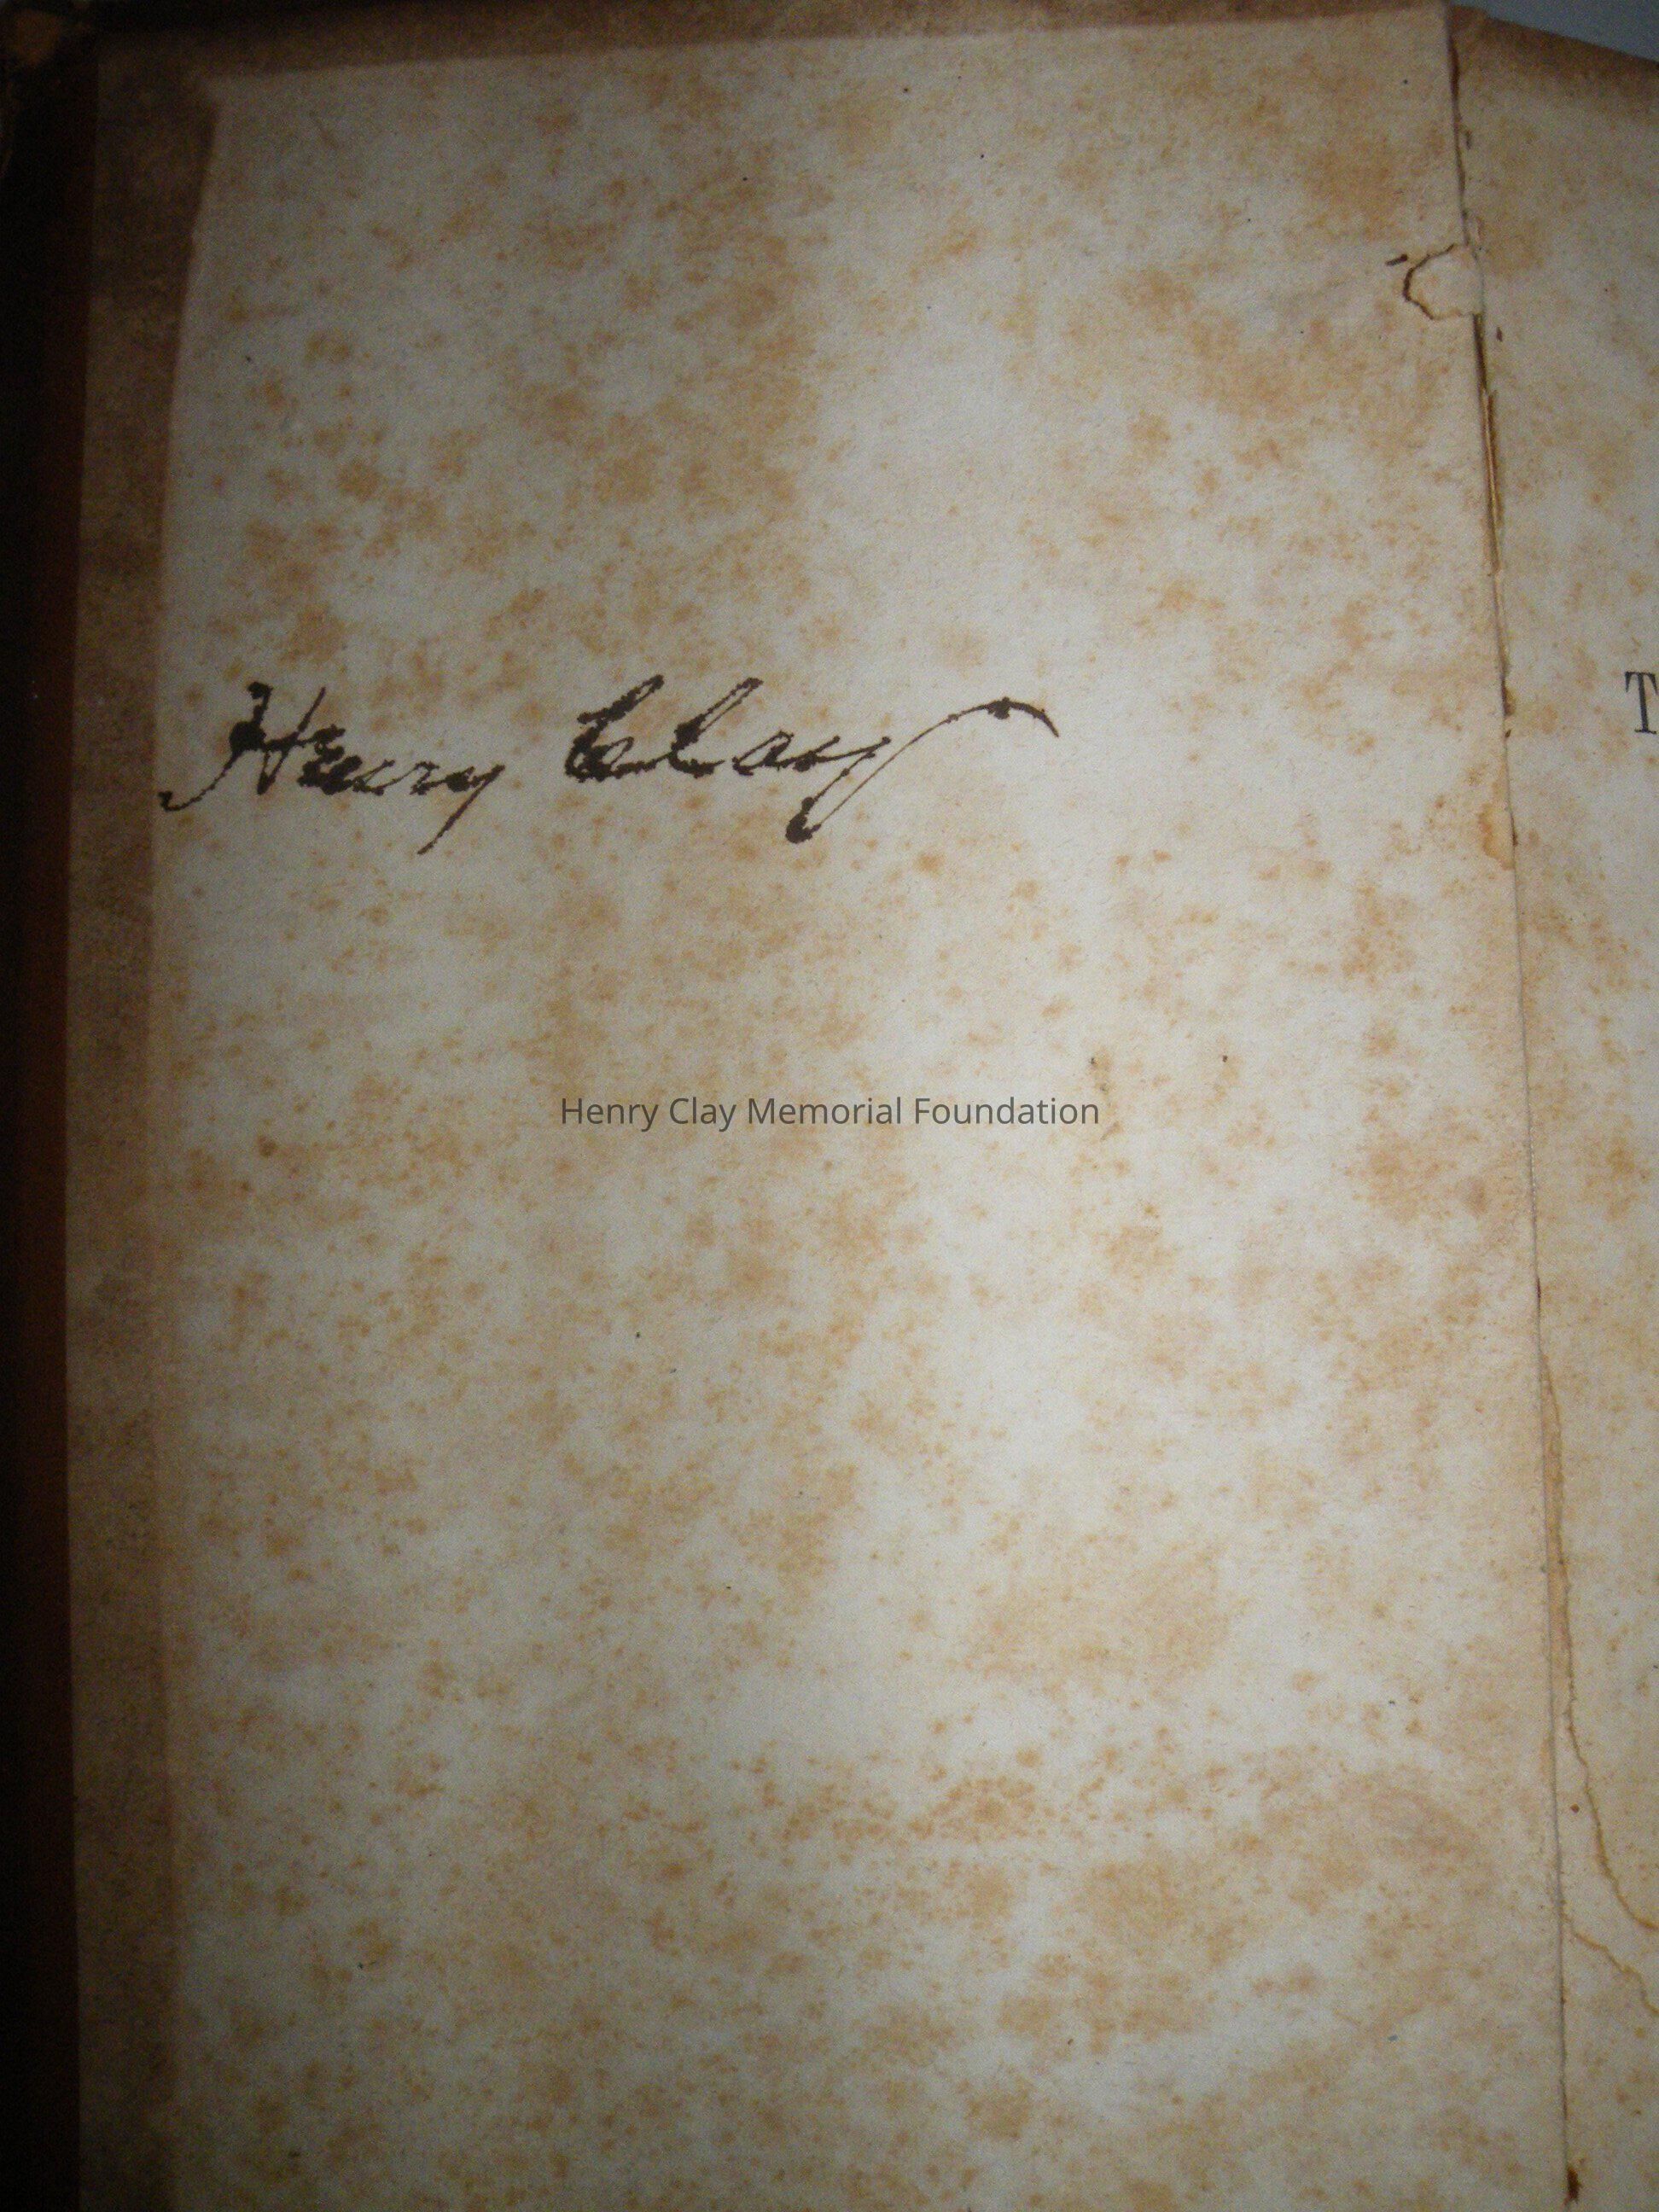 Henry Clay
T
Henry Clay Memorial Foundation